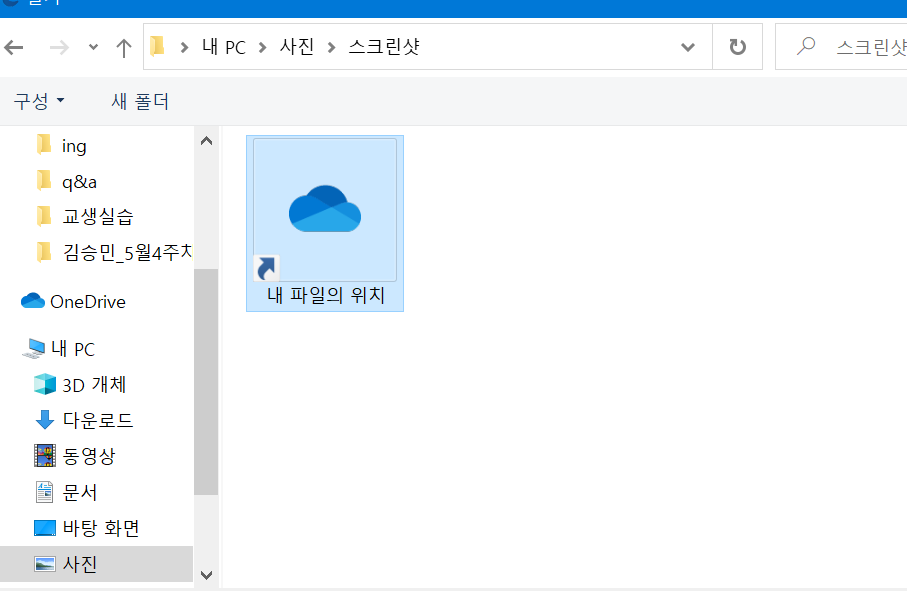 내 PC
사진
스크린샷
스크린샷
구성
새 폴더
ing
q&a
교생실습
김승민_5월4주차
OneDrive
내 PC
3D 개체
다운로드
동영상
문서
바탕 화면
사진
내 파일의 위치